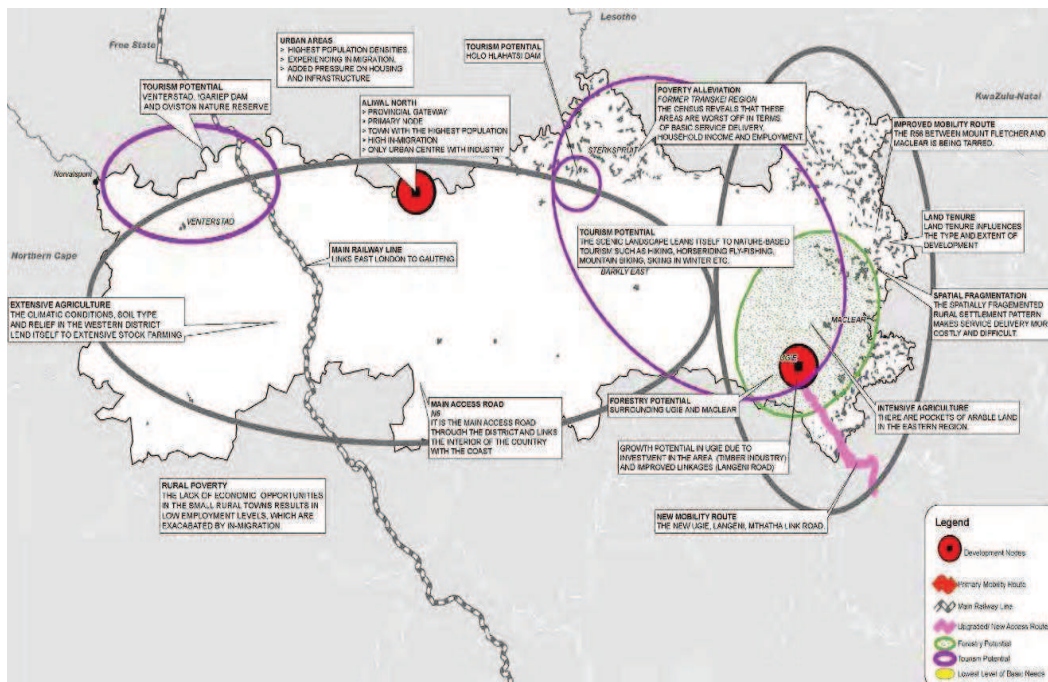 Lesotho
Free State
KwaZulu-Natal
Northern Cape
URBAN AREAS
> HIGHEST POPULATION DENSITIES.
> EXPERIENCING IN-MIGRATION.
> ADDED PRESSURE ON HOUSING
AND INFRASTRUCTURE
TOURISM POTENTIAL
HOLO HLAHATSI DAM
TOURISM POTENTIAL
VENTERSTAD, !GARIEP DAM
AND OVISTON NATURE RESERVE
ALIWAL NORTH
> PROVINCIAL GATEWAY
> PRIMARY NODE
> TOWN WITH THE HIGHEST POPULATION
> HIGH IN-MIGRATION
> ONLY URBAN CENTRE WITH INDUSTRY
POVERTY ALLEVIATION
FORMER TRANSKEI REGION
THE CENSUS REVEALS THAT THESE
AREAS ARE WORST OFF IN TERMS
OF BASIC SERVICE DELIVERY,
HOUSEHOLD INCOME AND EMPLOYMENT.
STERKSPRUIT
IMPROVED MOBILITY ROUTE
THE R56 BETWEEN MOUNT FLETCHER AND
MACLEAR IS BEING TARRED.
Norvalspont
VENTERSTAD
MAIN RAILWAY LINE
LINKS EAST LONDON TO GAUTENG
TOURISM POTENTIAL
THE SCENIC LANDSCAPE LEANS ITSELF TO NATURE-BASED
TOURISM SUCH AS HIKING, HORSERIDING FLY-FISHING,
MOUNTAIN BIKING, SKIING IN WINTER ETC.
BARKLY EAST
LAND TENURE
LAND TENURE INFLUENCES
THE TYPE AND EXTENT OF
DEVELOPMENT
EXTENSIVE AGRICULTURE
THE CLIMATIC CONDITIONS, SOIL TYPE
AND RELIEF IN THE WESTERN DISTRICT
LEND ITSELF TO EXTENSIVE STOCK FARMING
SPATIAL FRAGMENTATION
THE SPATIALLY FRAGEMENTED
RURAL SETTLEMENT PATTERN
MAKES SERVICE DELIVERY MOR
COSTLY AND DIFFICULT.
MACLEAR
UGIE
MAIN ACCESS ROAD
N6
IT IS THE MAIN ACCESS ROAD
THROUGH THE DISTRICT AND LINKS
THE INTERIOR OF THE COUNTRY
WITH THE COAST
FORESTRY POTENTIAL
SURROUNDING UGIE AND MACLEAR
INTENSIVE AGRICULTURE
THERE ARE POCKETS OF ARABLE LAND
IN THE EASTERN REGION.
GROWTH POTENTIAL IN UGIE DUE TO
INVESTMENT IN THE AREA (TIMBER INDUSTRY)
AND IMPROVED LINKAGES (LANGENI ROAD)
RURAL POVERTY
THE LACK OF ECONOMIC OPPORTUNITIES
IN THE SMALL RURAL TOWNS RESULTS IN
LOW EMPLOYMENT LEVELS, WHICH ARE
EXACABATED BY IN-MIGRATION
NEW MOBILITY ROUTE
THE NEW UGIE, LANGENI, MTHATHA LINK ROAD.
Legend
Development Nodes
Primary Mobility Route
Main Railway Line
Upgraded/ New Access Route
Forestry Potential
Tourism Potential
Lowest Level of Basic Needs